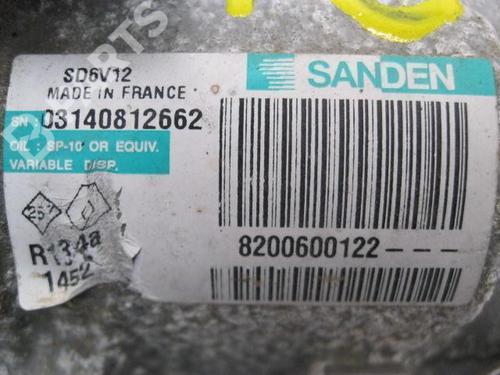 SD6V12
MADE IN FRANCE
SANDEN
SN: 03140812662
OIL: SP-10 OR EQUIV.
VARIABLE DISP.
R134a
1452
8200600122---